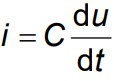 i = C du/dt